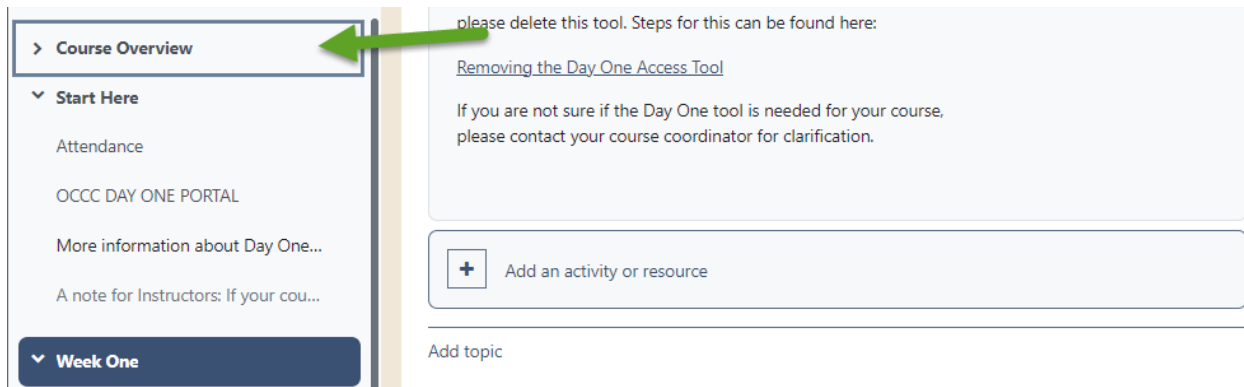 Course Overview
Start Here
Attendance
OCCC DAY ONE PORTAL
More information about Day One...
A note for Instructors: If your cou...
Week One
please delete this tool. Steps for this can be found here:
Removing the Day One Access Tool
If you are not sure if the Day One tool is needed for your course,
please contact your course coordinator for clarification.
Add an activity or resource
Add topic